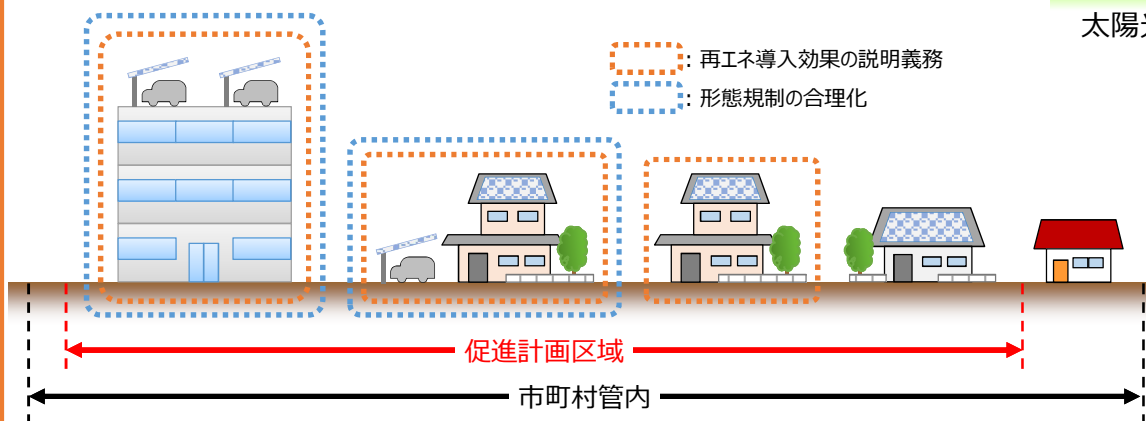 太陽
: 再エネ導入効果の説明義務
: 形態規制の合理化
促進計画区域
市町村管内